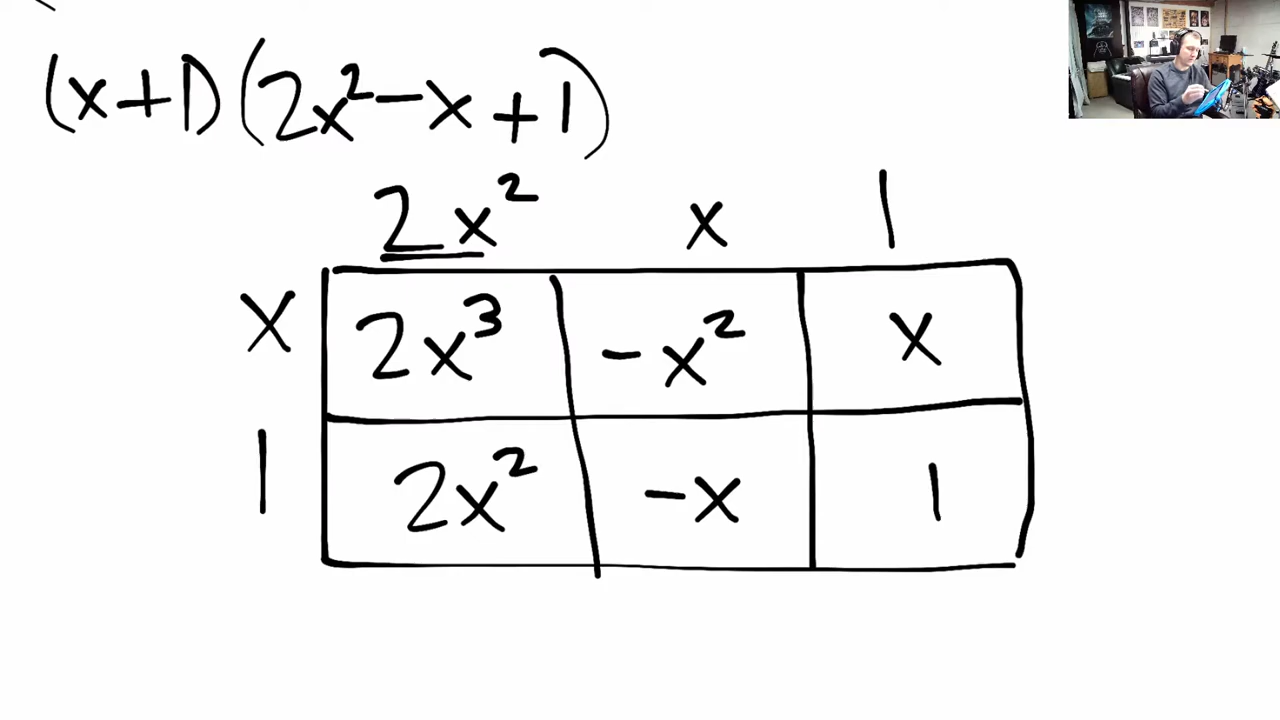 (x+1)(2x²-x+1)
2x² x 1
x 2x³ -x² x
1 2x² -x 1